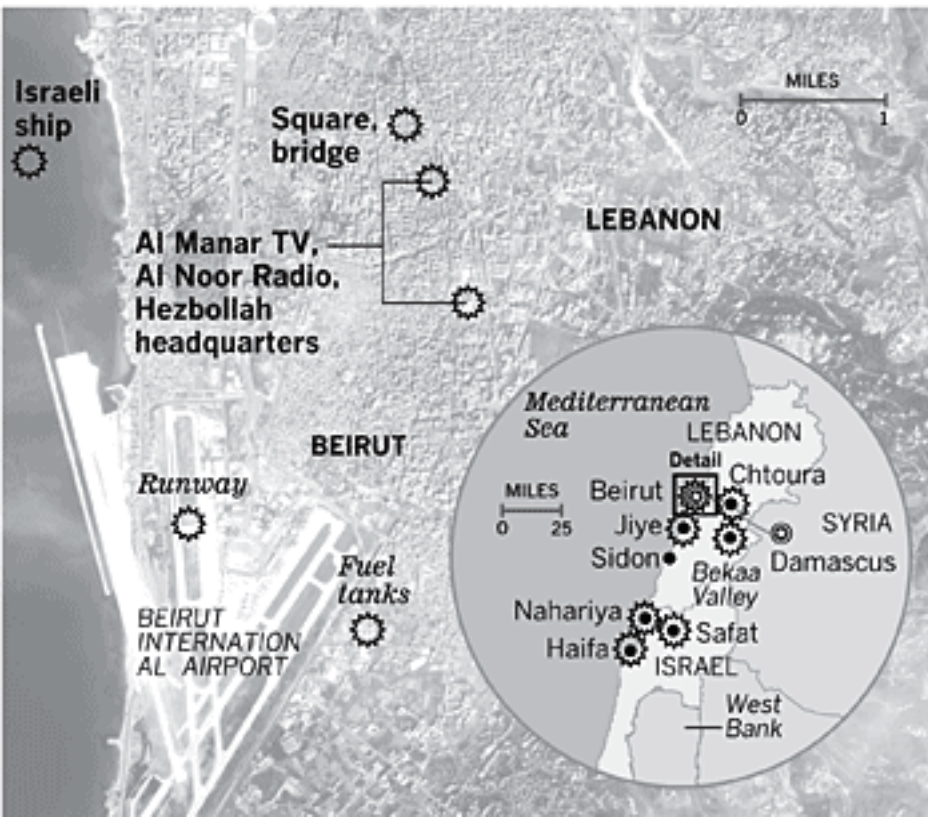 Israeli
ship
Square,
bridge
MILES
0 1
LEBANON
Al Manar TV,
Al Noor Radio,
Hezbollah
headquarters
BEIRUT
Runway
Fuel
tanks
BEIRUT
INTERNATION
AL AIRPORT
Mediterranean
Sea
LEBANON
Detail
Chtoura
MILES
0 25
Beirut
Jiye
SYRIA
Sidon
Damascus
Bekaa
Valley
Nahariya
Safat
Haifa
ISRAEL
West
Bank